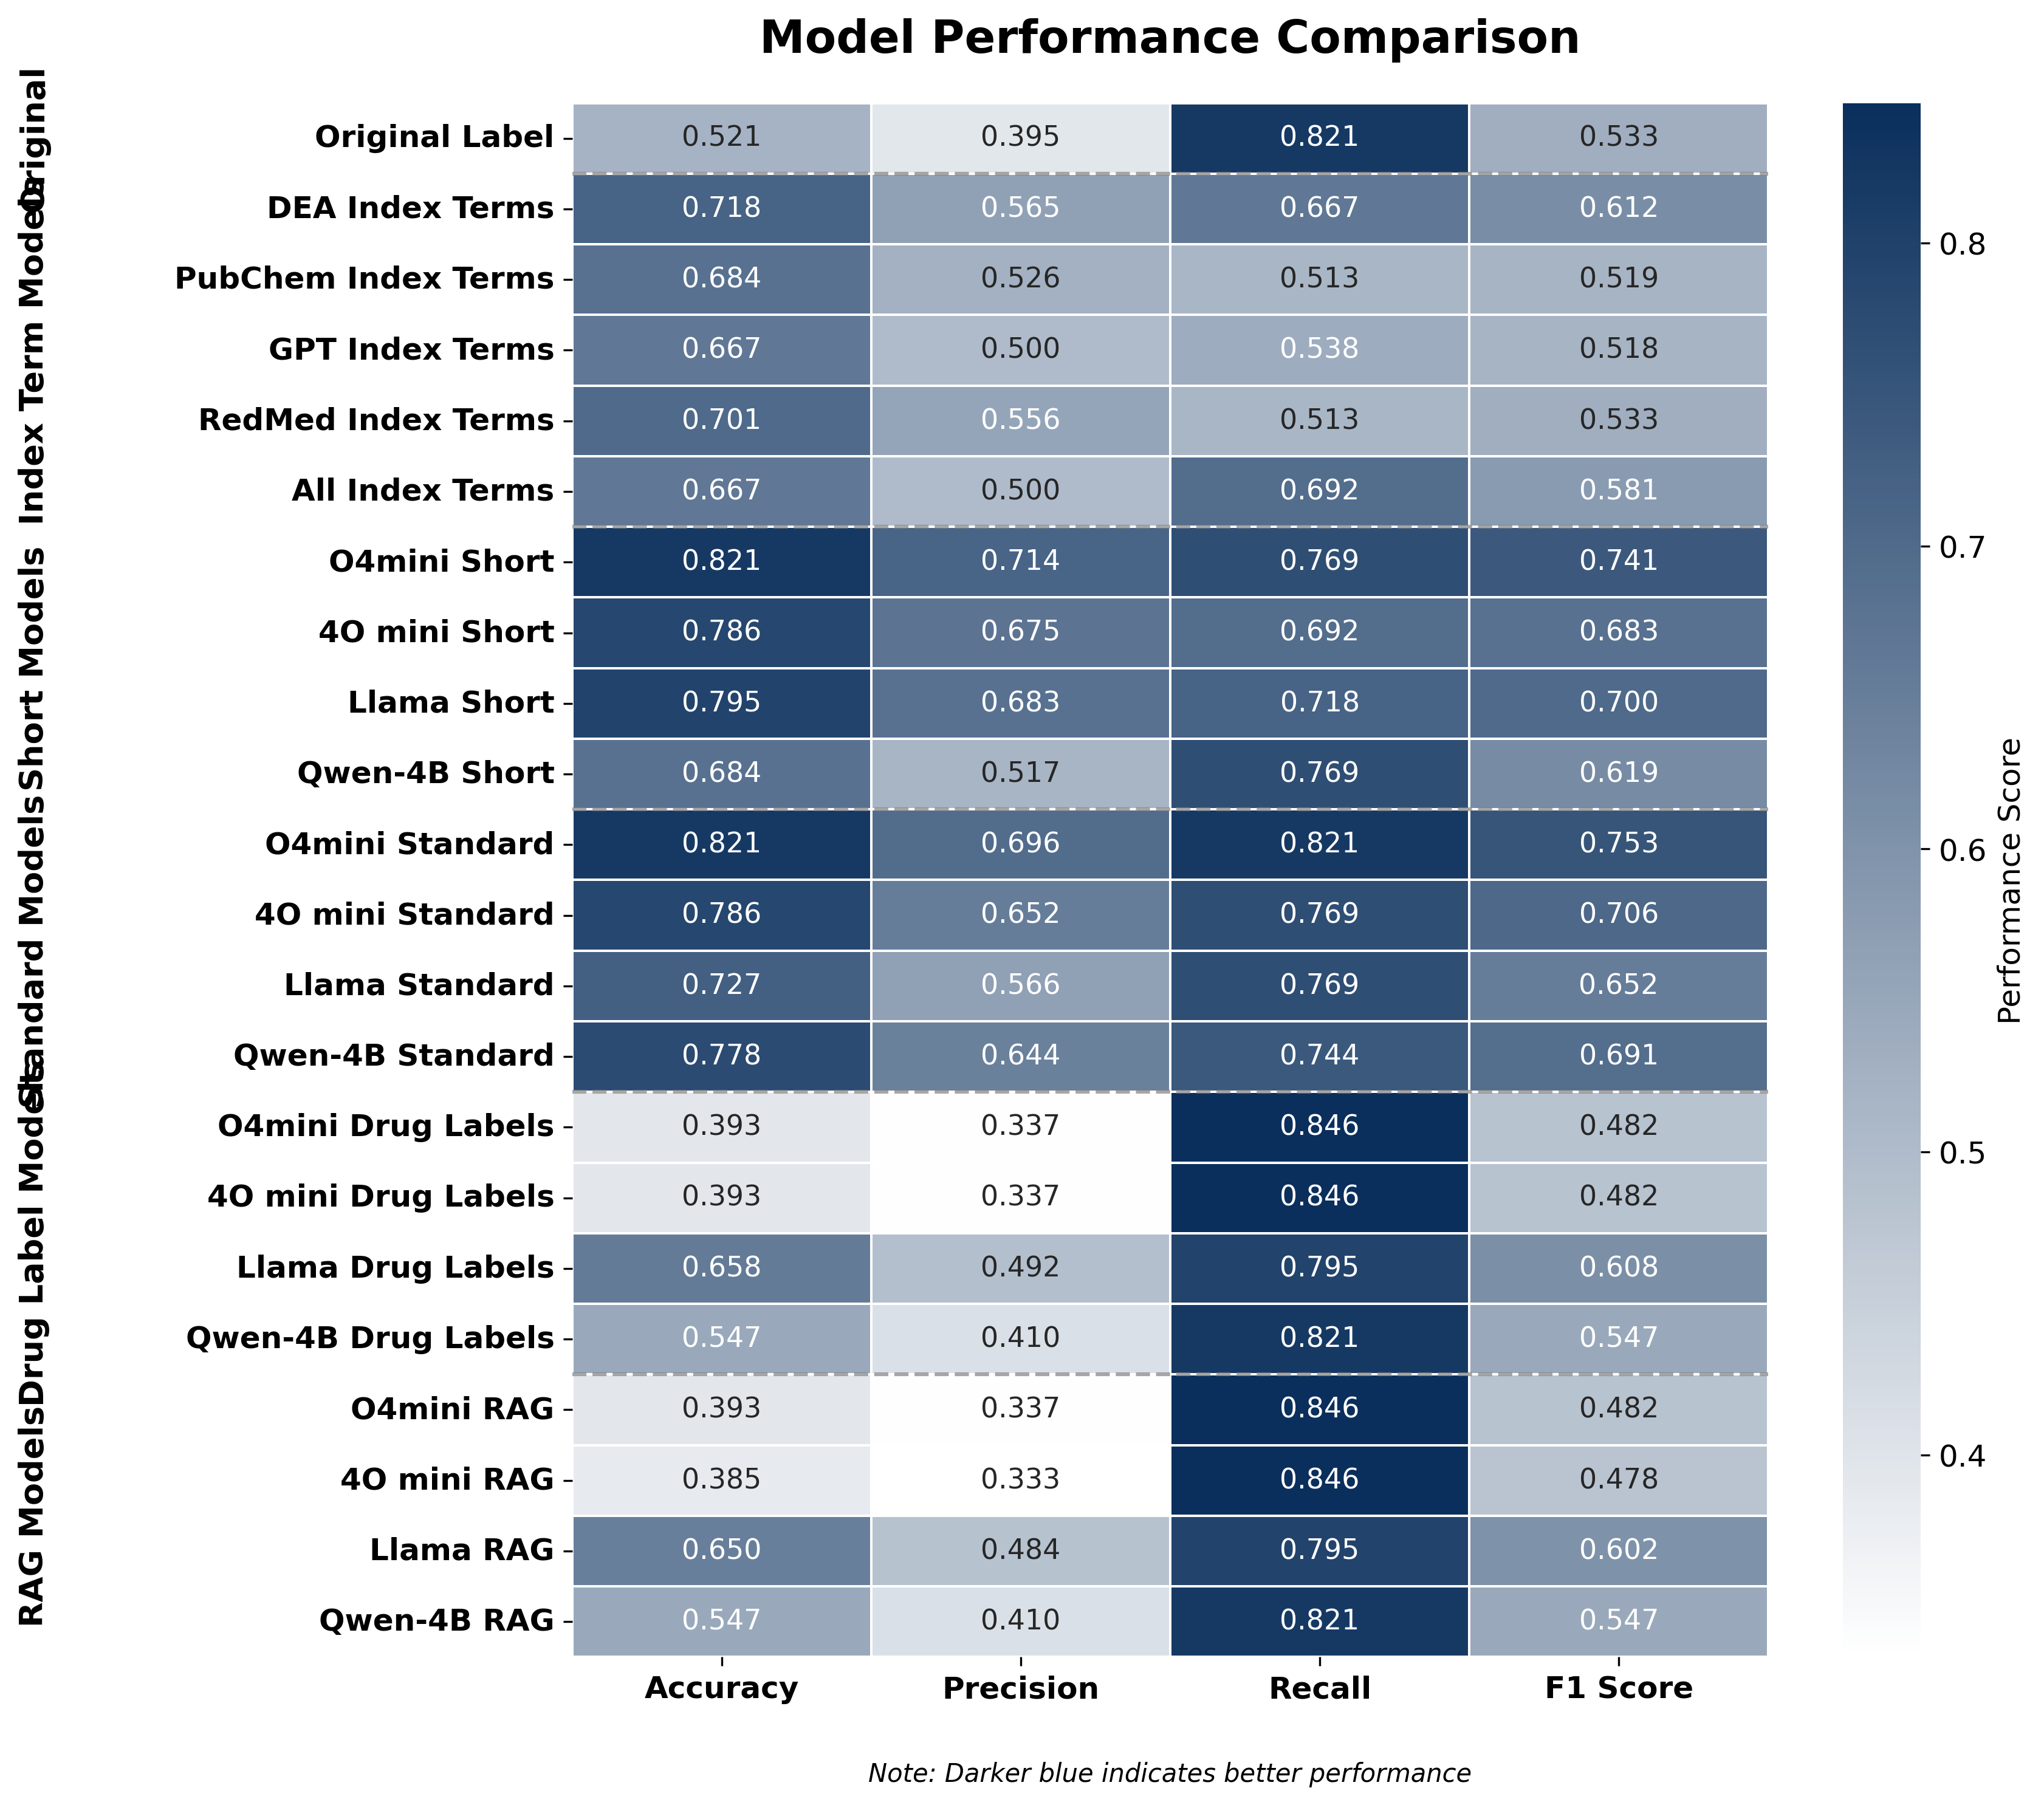 Model Performance Comparison
Original
Index Term Models
Short Models
Standard Models
Drug Label Models
RAG Models
Original Label 0.521 0.395 0.821 0.533
DEA Index Terms 0.718 0.565 0.667 0.612
PubChem Index Terms 0.684 0.526 0.513 0.519
GPT Index Terms 0.667 0.500 0.538 0.518
RedMed Index Terms 0.701 0.556 0.513 0.533
All Index Terms 0.667 0.500 0.692 0.581
O4mini Short 0.821 0.714 0.769 0.741
4O mini Short 0.786 0.675 0.692 0.683
Llama Short 0.795 0.683 0.718 0.700
Qwen-4B Short 0.684 0.517 0.769 0.619
O4mini Standard 0.821 0.696 0.821 0.753
4O mini Standard 0.786 0.652 0.769 0.706
Llama Standard 0.727 0.566 0.769 0.652
Qwen-4B Standard 0.778 0.644 0.744 0.691
O4mini Drug Labels 0.393 0.337 0.846 0.482
4O mini Drug Labels 0.393 0.337 0.846 0.482
Llama Drug Labels 0.658 0.492 0.795 0.608
Qwen-4B Drug Labels 0.547 0.410 0.821 0.547
O4mini RAG 0.393 0.337 0.846 0.482
4O mini RAG 0.385 0.333 0.846 0.478
Llama RAG 0.650 0.484 0.795 0.602
Qwen-4B RAG 0.547 0.410 0.821 0.547
Accuracy Precision Recall F1 Score
0.8
0.7
0.6
0.5
0.4
Performance Score
Note: Darker blue indicates better performance